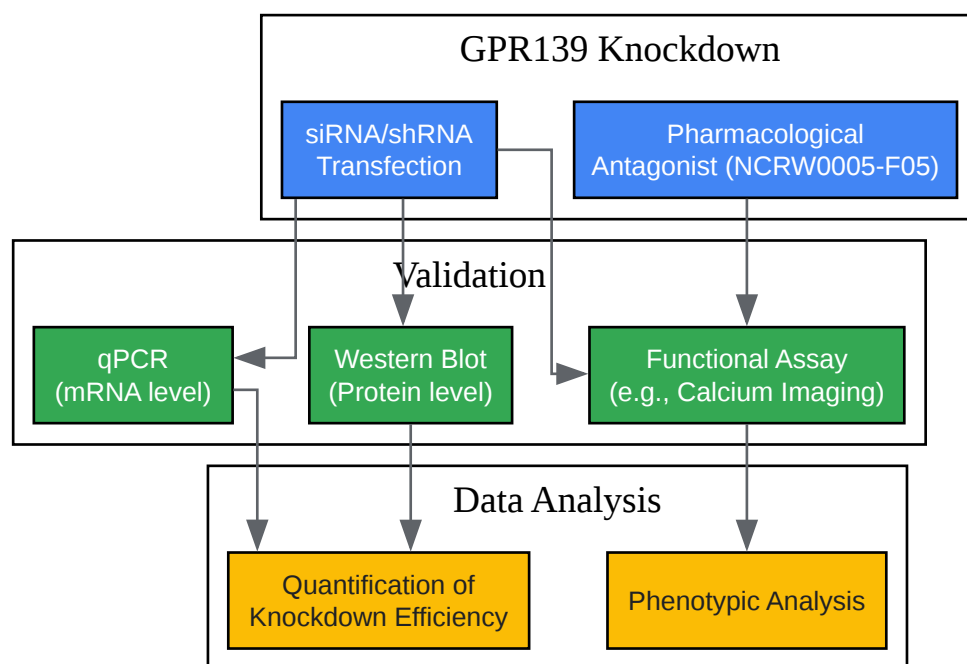 GPR139 Knockdown
siRNA/shRNA
Transfection
Pharmacological
Antagonist (NCRW0005-F05)
Validation
qPCR
(mRNA level)
Western Blot
(Protein level)
Functional Assay
(e.g., Calcium Imaging)
Data Analysis
Quantification of
Knockdown Efficiency
Phenotypic Analysis